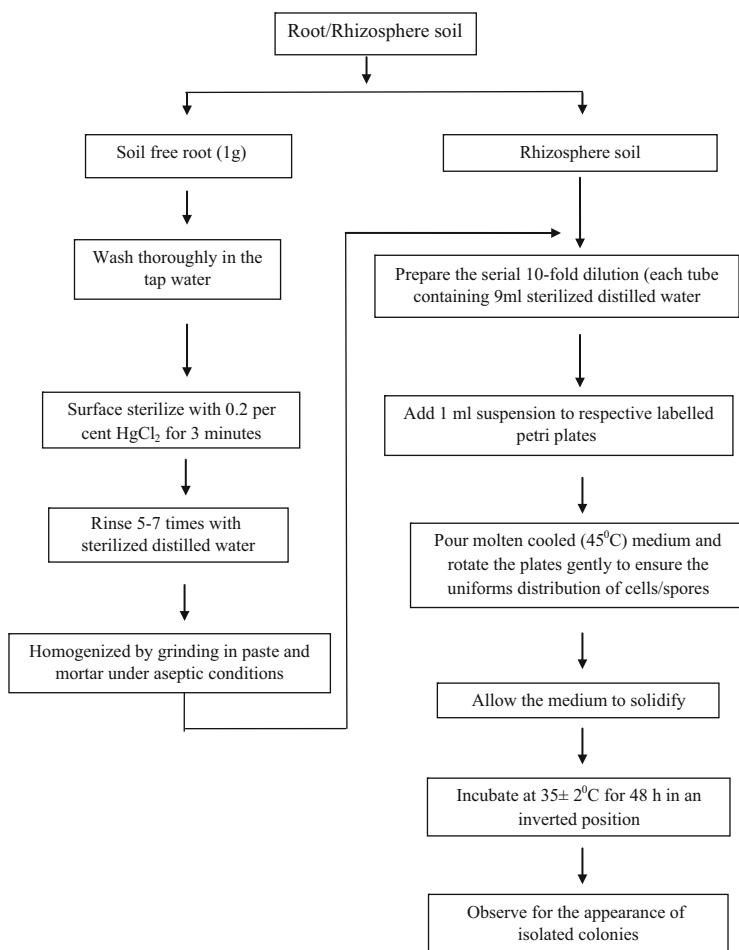 Root/Rhizosphere soil
Soil free root (1g)
Wash thoroughly in the
tap water
Surface sterilize with 0.2 per
cent HgCl₂ for 3 minutes
Rinse 5-7 times with
sterilized distilled water
Homogenized by grinding in paste and
mortar under aseptic conditions
Rhizosphere soil
Prepare the serial 10-fold dilution (each tube
containing 9ml sterilized distilled water
Add 1 ml suspension to respective labelled
petri plates
Pour molten cooled (45⁰C) medium and
rotate the plates gently to ensure the
uniforms distribution of cells/spores
Allow the medium to solidify
Incubate at 35± 2⁰C for 48 h in an
inverted position
Observe for the appearance of
isolated colonies